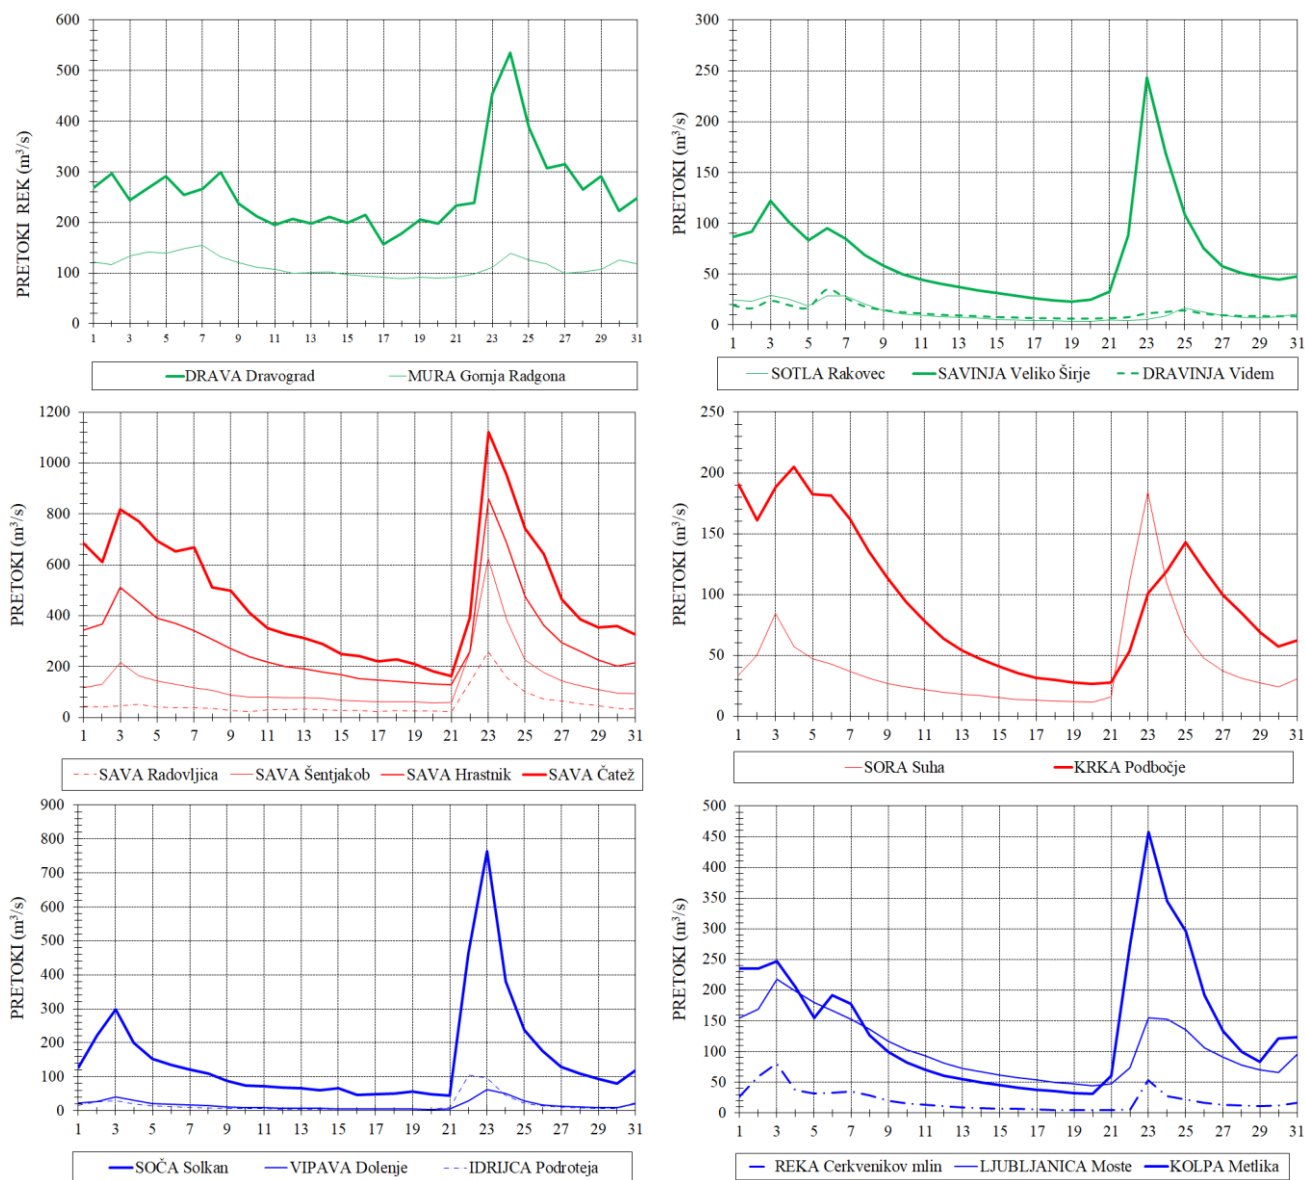 PRETOKI REK (m³/s)
600
500
400
300
200
100
0
1 3 5 7 9 11 13 15 17 19 21 23 25 27 29 31
DRAVA Dravograd MURA Gornja Radgona
PRETOKI (m³/s)
300
250
200
150
100
50
0
1 3 5 7 9 11 13 15 17 19 21 23 25 27 29 31
SOTLA Rakovec SAVINJA Veliko Širje DRAVINJA Videm
PRETOKI (m³/s)
1200
1000
800
600
400
200
0
1 3 5 7 9 11 13 15 17 19 21 23 25 27 29 31
SAVA Radovljica SAVA Šentjakob SAVA Hrastnik SAVA Čatež
PRETOKI (m³/s)
250
200
150
100
50
0
1 3 5 7 9 11 13 15 17 19 21 23 25 27 29 31
SORA Suha KRKA Podbočje
PRETOKI (m³/s)
900
800
700
600
500
400
300
200
100
0
1 3 5 7 9 11 13 15 17 19 21 23 25 27 29 31
SOČA Solkan VIPAVA Dolenje IDRIJCA Podroteja
PRETOKI (m³/s)
500
450
400
350
300
250
200
150
100
50
0
1 3 5 7 9 11 13 15 17 19 21 23 25 27 29 31
REKA Cerkvenikov mlin LJUBLJANICA Moste KOLPA Metlika